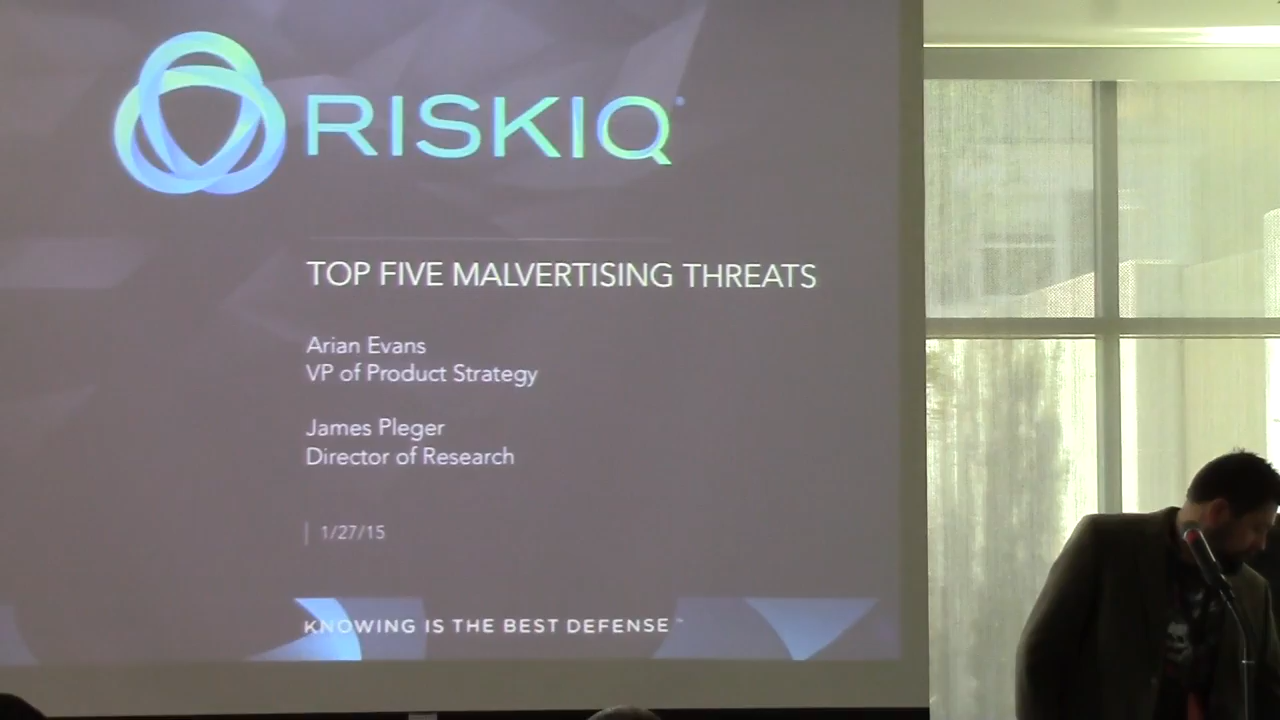 RISKIQ
TOP FIVE MALVERTISING THREATS
Arian Evans
VP of Product Strategy
James Pleger
Director of Research
| 1/27/15
KNOWING IS THE BEST DEFENSE™